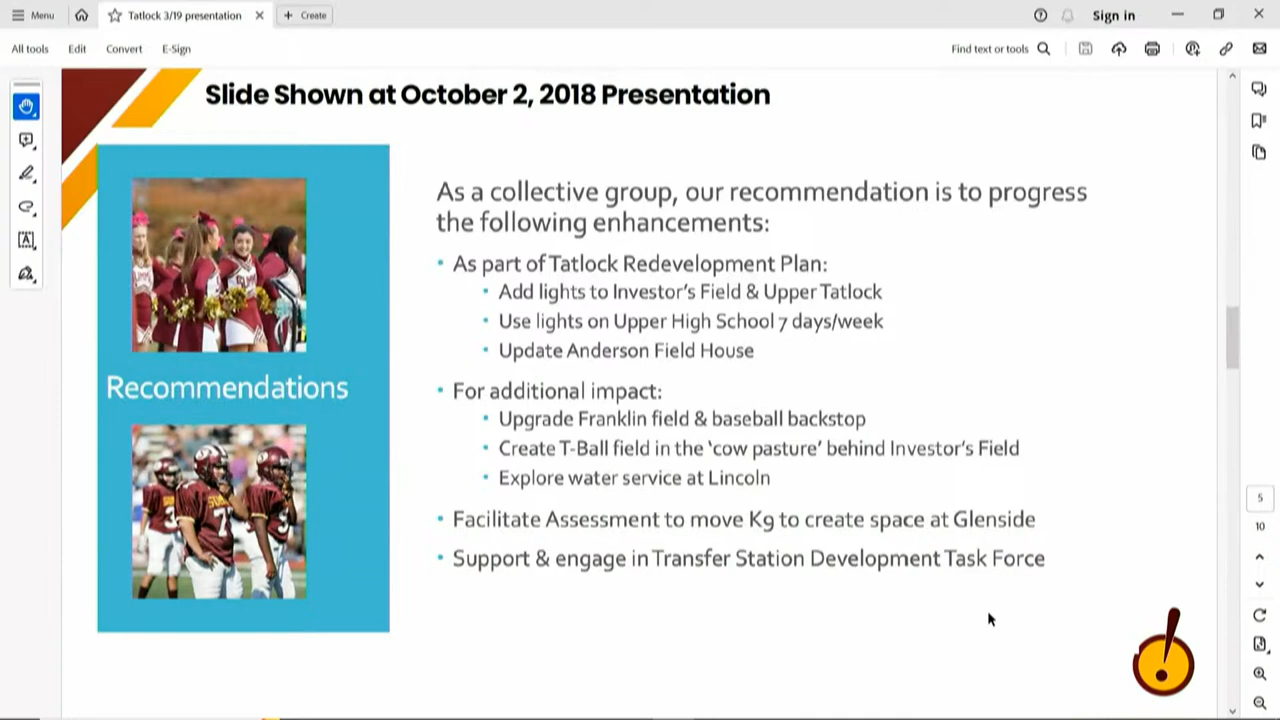 Menu
Tatlock 3/19 presentation
Create
Sign in
All tools
Edit
Convert
E-Sign
Find text or tools
Slide Shown at October 2, 2018 Presentation
As a collective group, our recommendation is to progress
the following enhancements:
• As part of Tatlock Redevelopment Plan:
• Add lights to Investor's Field & Upper Tatlock
• Use lights on Upper High School 7 days/week
• Update Anderson Field House
Recommendations
• For additional impact:
• Upgrade Franklin field & baseball backstop
• Create T-Ball field in the ‘cow pasture’ behind Investor's Field
• Explore water service at Lincoln
• Facilitate Assessment to move Kg to create space at Glenside
• Support & engage in Transfer Station Development Task Force
5
10